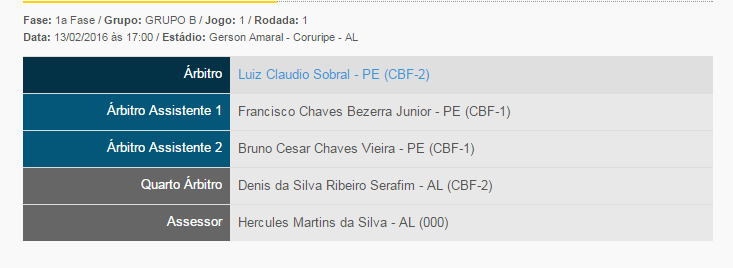 Fase: 1a Fase / Grupo: GRUPO B / Jogo: 1 / Rodada: 1
Data: 13/02/2016 às 17:00 / Estádio: Gerson Amaral - Coruripe - AL
Árbitro Luiz Claudio Sobral - PE (CBF-2)
Árbitro Assistente 1 Francisco Chaves Bezerra Junior - PE (CBF-1)
Árbitro Assistente 2 Bruno Cesar Chaves Vieira - PE (CBF-1)
Quarto Árbitro Denis da Silva Ribeiro Serafim - AL (CBF-2)
Assessor Hercules Martins da Silva - AL (000)